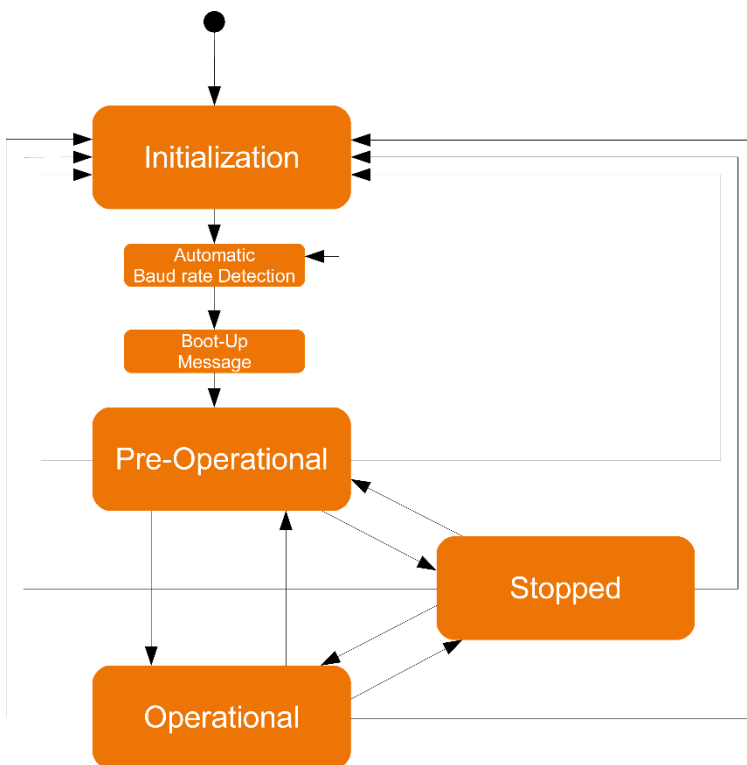 Initialization
Automatic
Baud rate Detection
Boot-Up
Message
Pre-Operational
Stopped
Operational